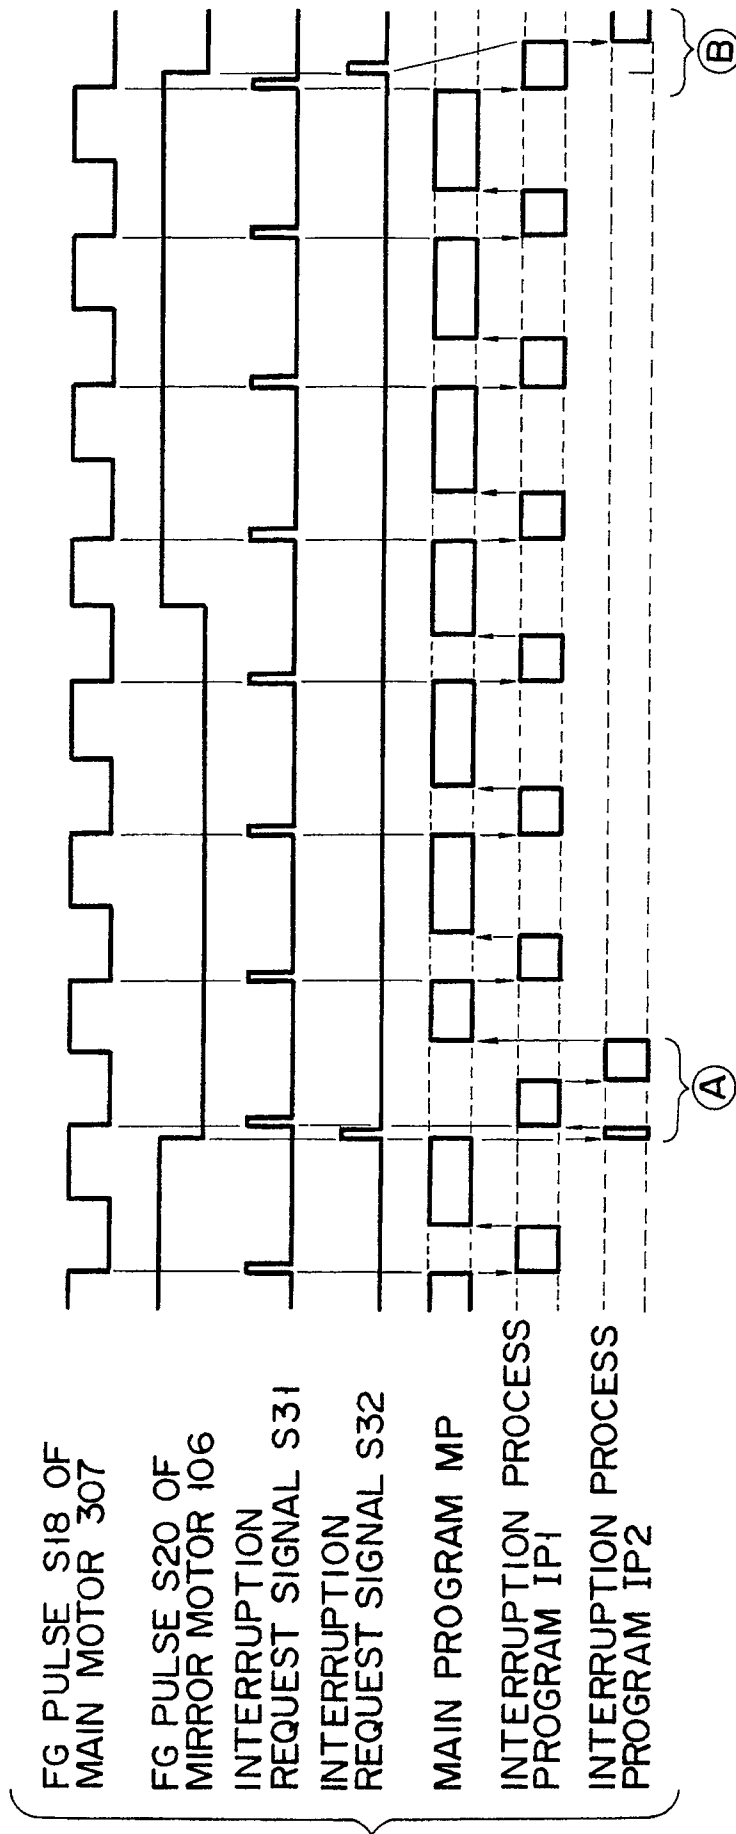 FG PULSE S18 OF
MAIN MOTOR 307
FG PULSE S20 OF
MIRROR MOTOR 106
INTERRUPTION
REQUEST SIGNAL S31
INTERRUPTION
REQUEST SIGNAL S32
MAIN PROGRAM MP
INTERRUPTION PROCESS
PROGRAM IP1
INTERRUPTION PROCESS
PROGRAM IP2
A
B